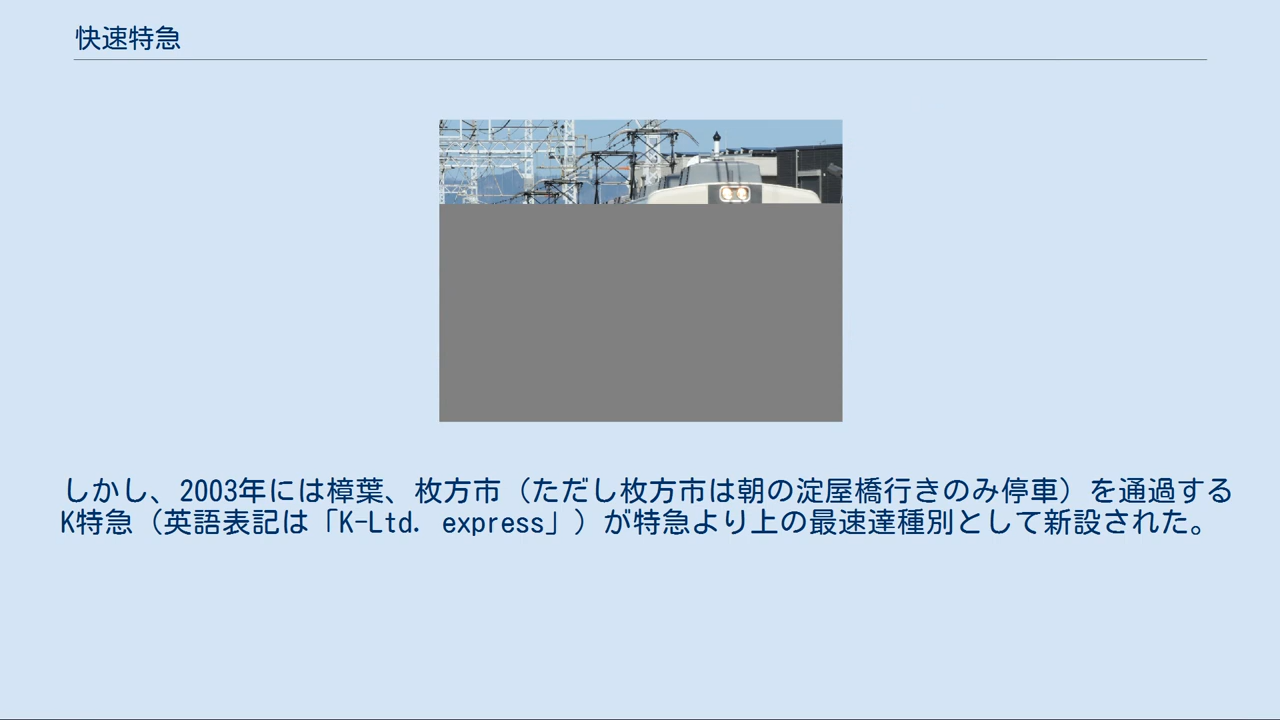 快速特急
しかし、2003年には樟葉、枚方市（ただし枚方市は朝の淀屋橋行きのみ停車）を通過する
K特急（英語表記は「K-Ltd. express」）が特急より上の最速達種別として新設された。